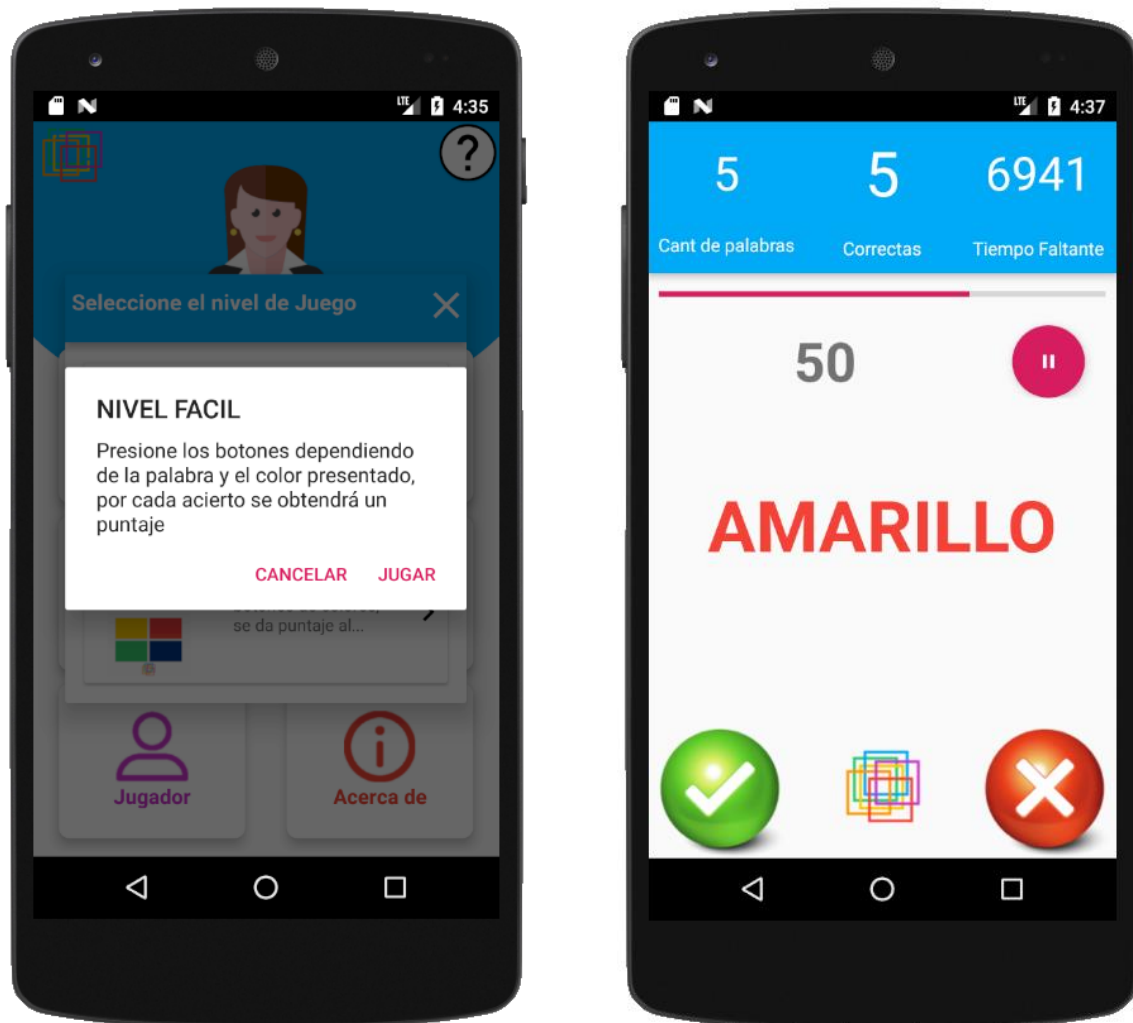 LTE 4:35
Seleccione el nivel de Juego
NIVEL FACIL
Presione los botones dependiendo
de la palabra y el color presentado,
por cada acierto se obtendrá un
puntaje
CANCELAR JUGAR
se da puntaje al...
Jugador
Acerca de
LTE 4:37
5 5 6941
Cant de palabras Correctas Tiempo Faltante
50
AMARILLO